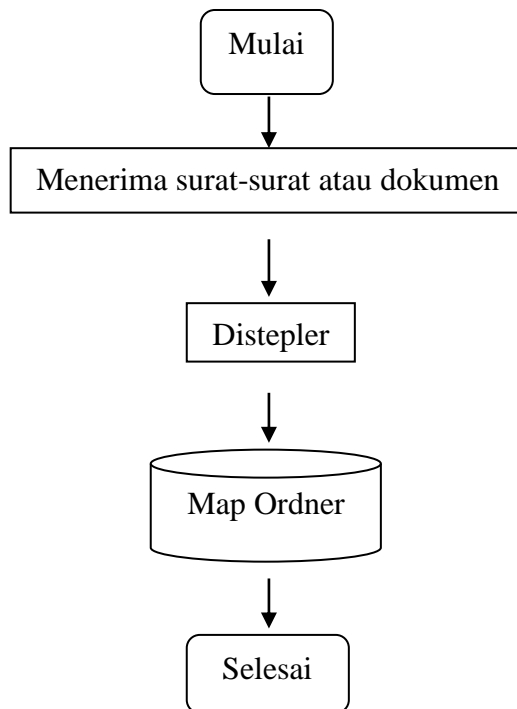 Mulai
Menerima surat-surat atau dokumen
Distepler
Map Ordner
Selesai